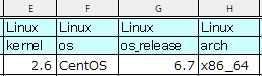 E F G H
Linux Linux Linux Linux
kernel os os_release arch
2.6 CentOS 6.7 x86_64